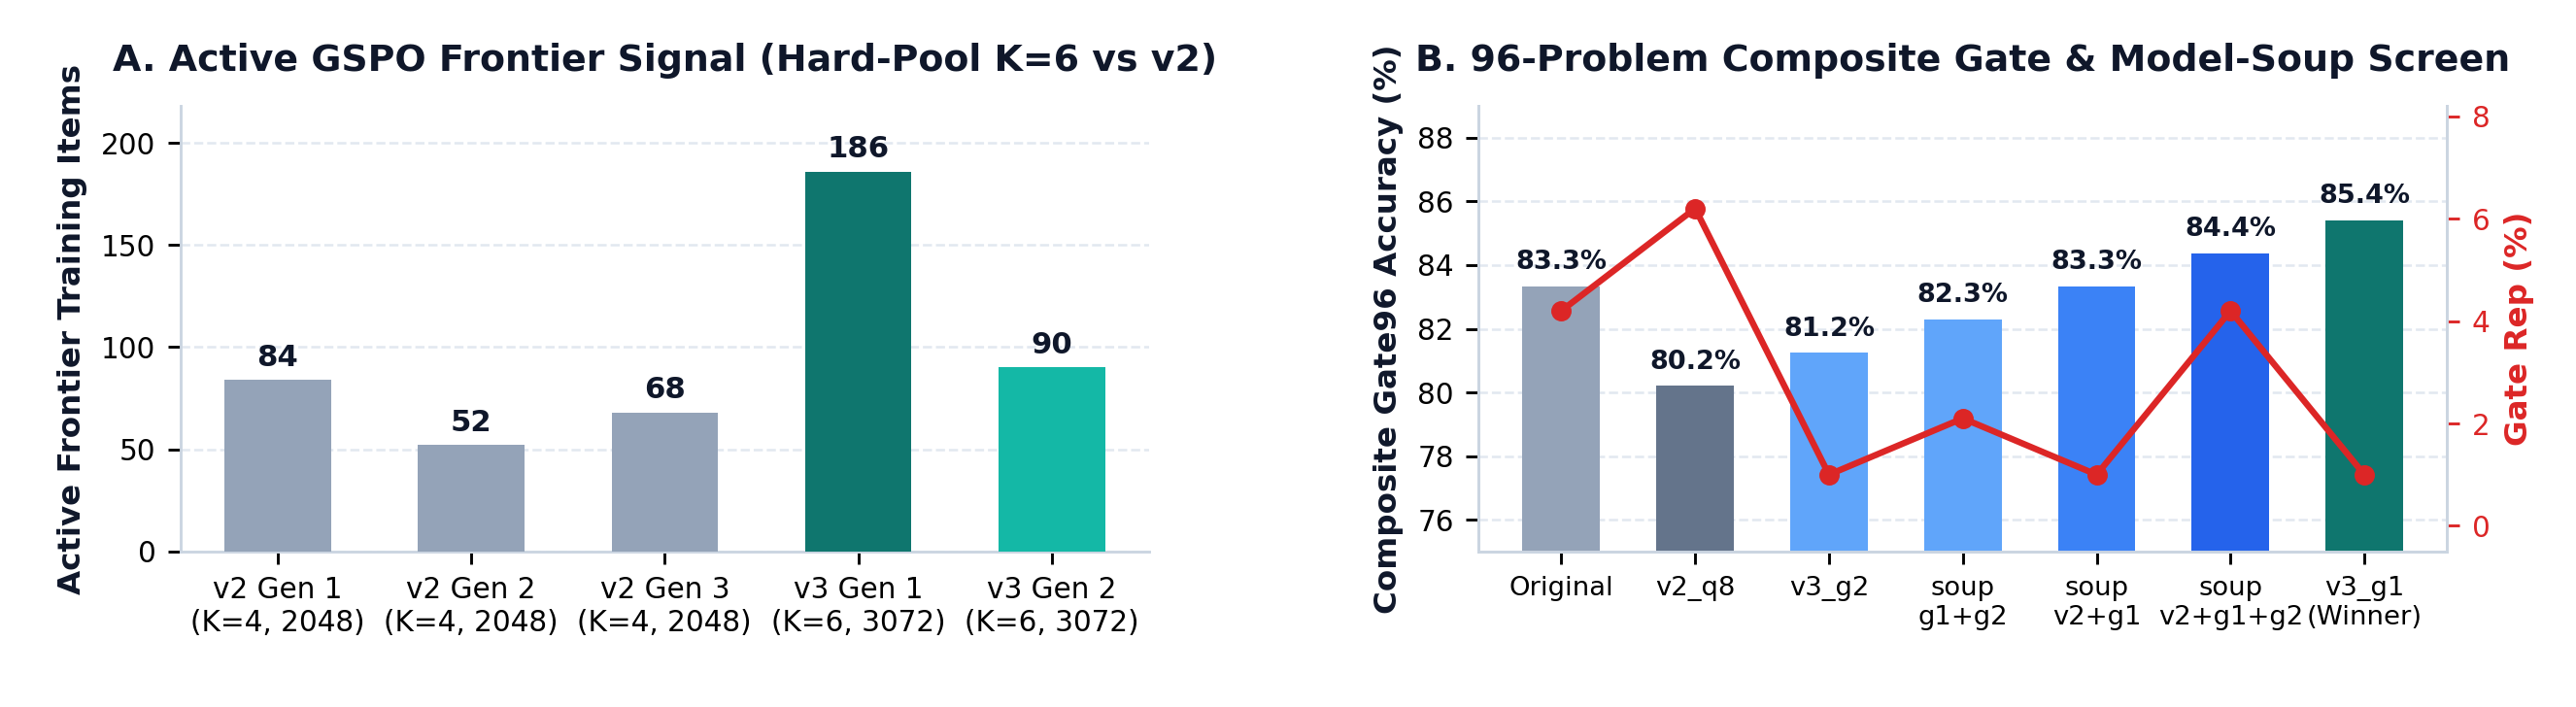 A. Active GSPO Frontier Signal (Hard-Pool K=6 vs v2)
Active Frontier Training Items
200
150
100
50
0
84
52
68
186
90
v2 Gen 1
(K=4, 2048)
v2 Gen 2
(K=4, 2048)
v2 Gen 3
(K=4, 2048)
v3 Gen 1
(K=6, 3072)
v3 Gen 2
(K=6, 3072)
B. 96-Problem Composite Gate & Model-Soup Screen
Composite Gate96 Accuracy (%)
88
86
84
82
80
78
76
83.3%
80.2%
81.2%
82.3%
83.3%
84.4%
85.4%
Original
v2_q8
v3_g2
soup
g1+g2
soup
v2+g1
soup
v2+g1+g2
v3_g1
(Winner)
8
6
4
2
0
Gate Rep (%)